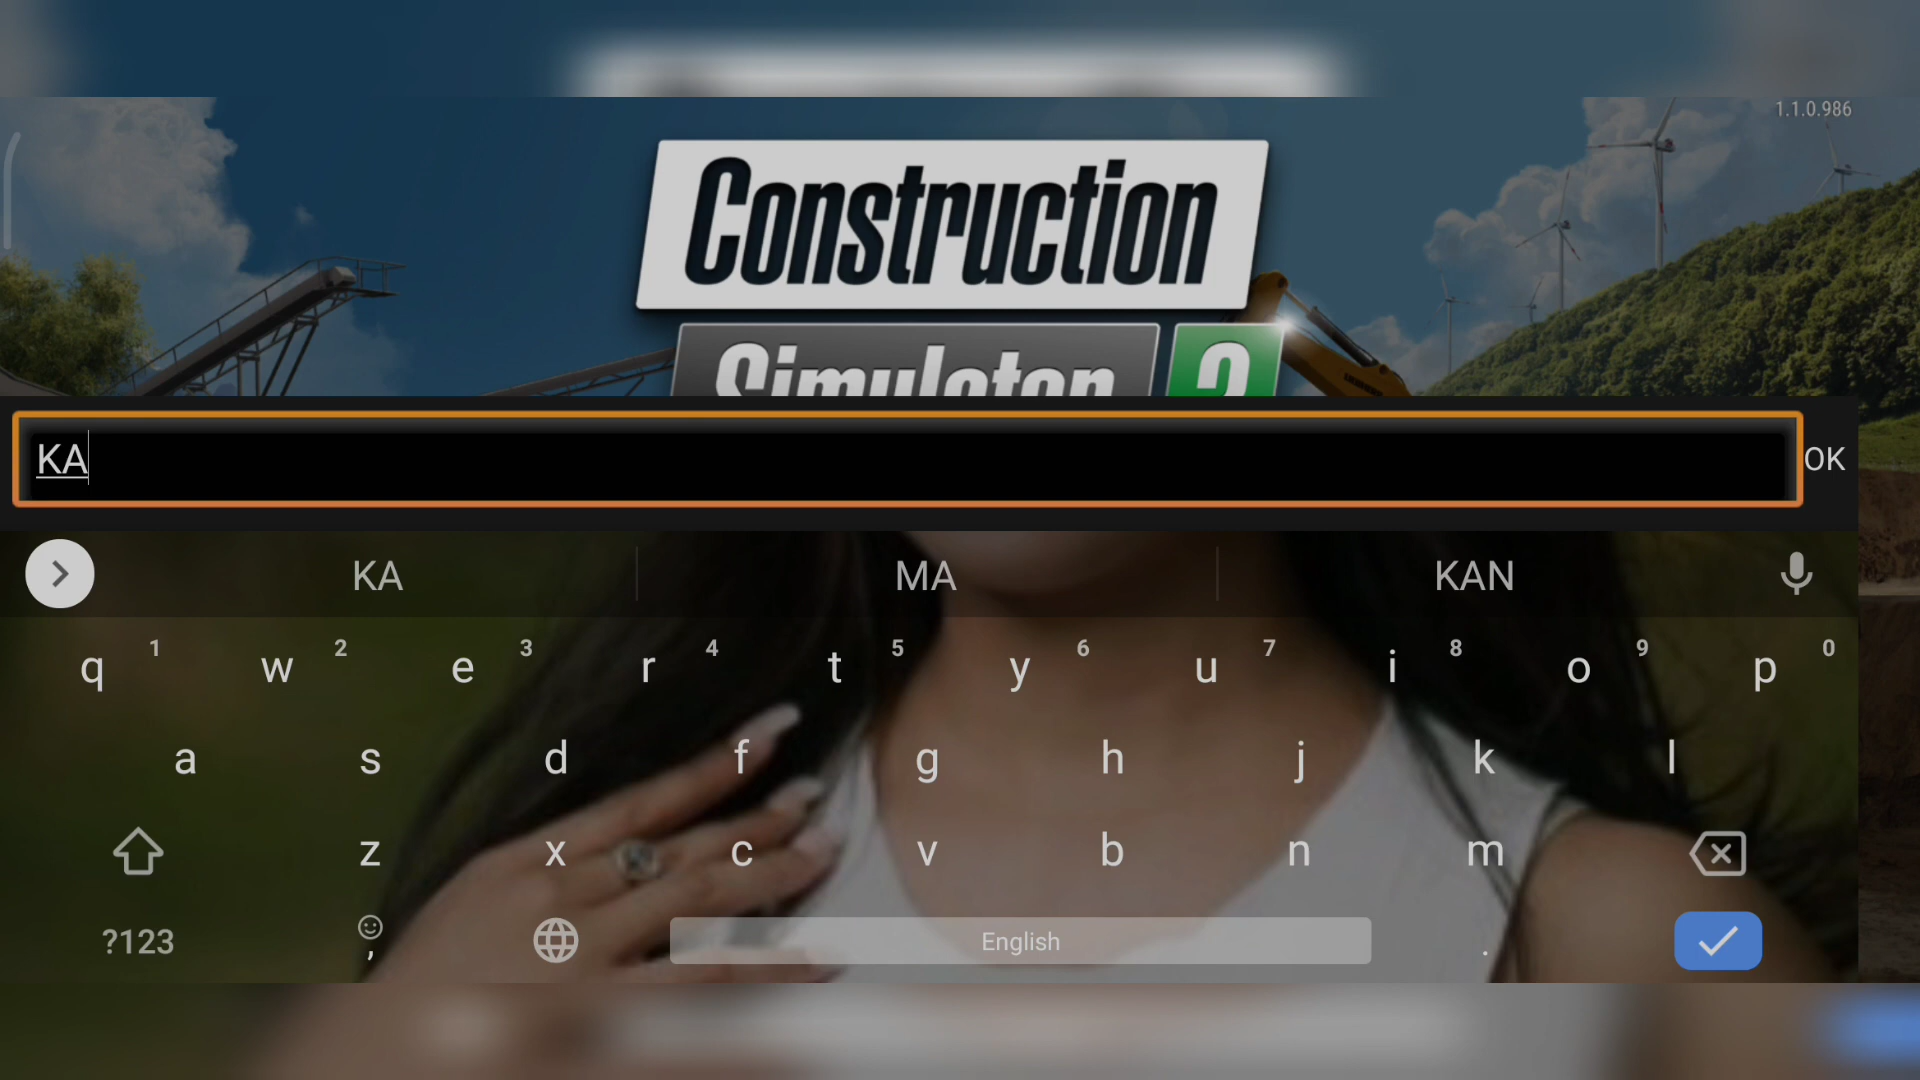 1.1.0.986
Construction
Simulator
KA
OK
KA MA KAN
1 2 3 4 5 6 7 8 9 0
q w e r t y u i o p
a s d f g h j k l
z x c v b n m
?123 , English .